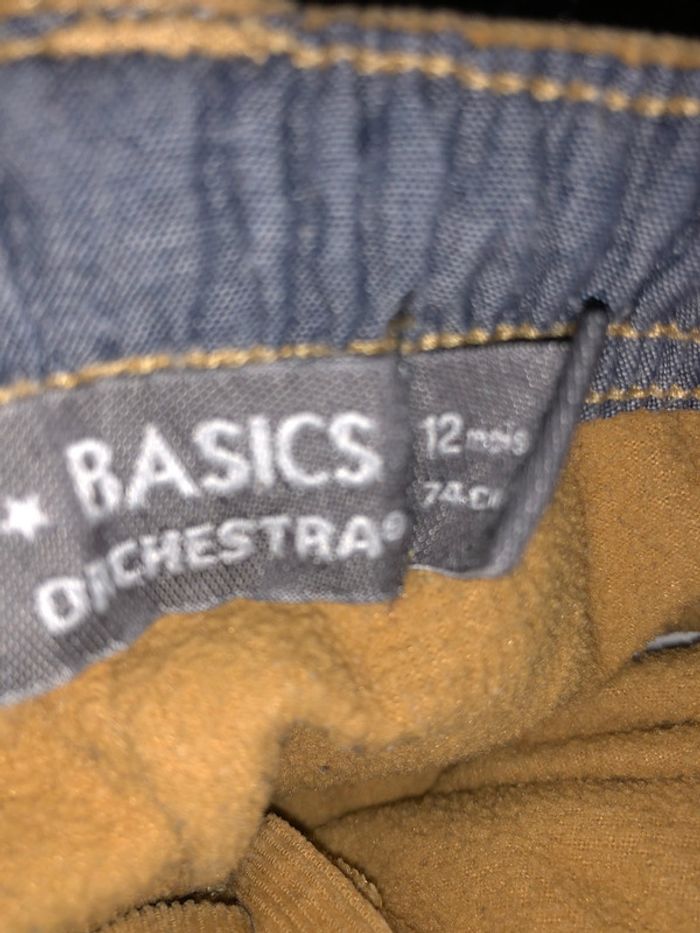 BASICS
ORCHESTRA®
12 mois
74 cm